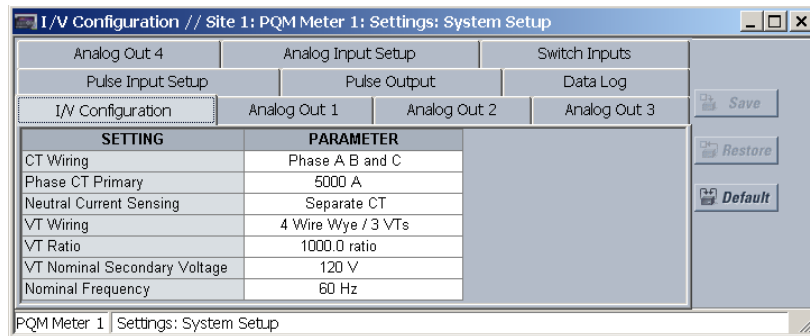 I/V Configuration // Site 1: PQM Meter 1: Settings: System Setup
Analog Out 4 Analog Input Setup Switch Inputs
Pulse Input Setup Pulse Output Data Log
I/V Configuration Analog Out 1 Analog Out 2 Analog Out 3
Save
Restore
Default
SETTING PARAMETER
CT Wiring Phase A B and C
Phase CT Primary 5000 A
Neutral Current Sensing Separate CT
VT Wiring 4 Wire Wye / 3 VTs
VT Ratio 1000.0 ratio
VT Nominal Secondary Voltage 120 V
Nominal Frequency 60 Hz
PQM Meter 1 Settings: System Setup